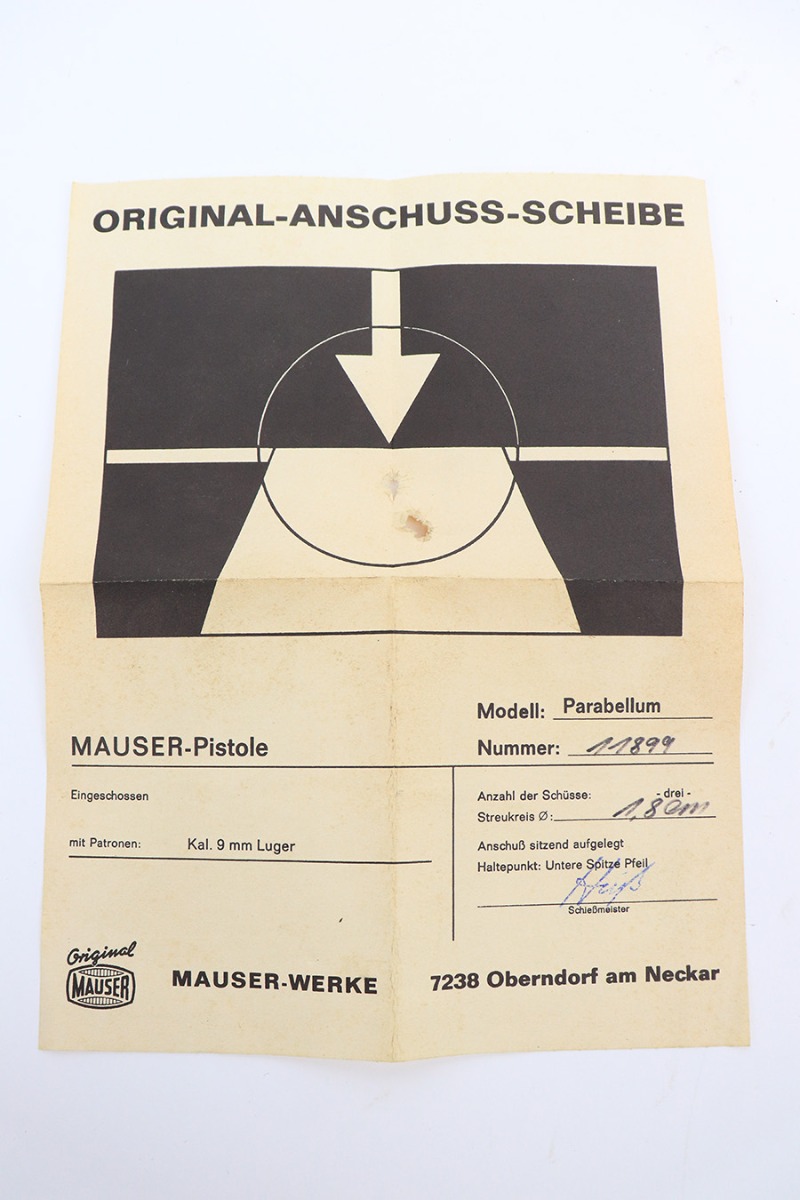 ORIGINAL-ANSCHUSS-SCHEIBE
MAUSER-Pistole
Modell: Parabellum
Nummer: 11899
Eingeschossen
mit Patronen: Kal. 9 mm Luger
Anzahl der Schüsse: - drei -
Streukreis Ø: 1,8 cm
Anschuß sitzend aufgelegt
Haltepunkt: Untere Spitze Pfeil
Schießmeister
Original
MAUSER
MAUSER-WERKE
7238 Oberndorf am Neckar